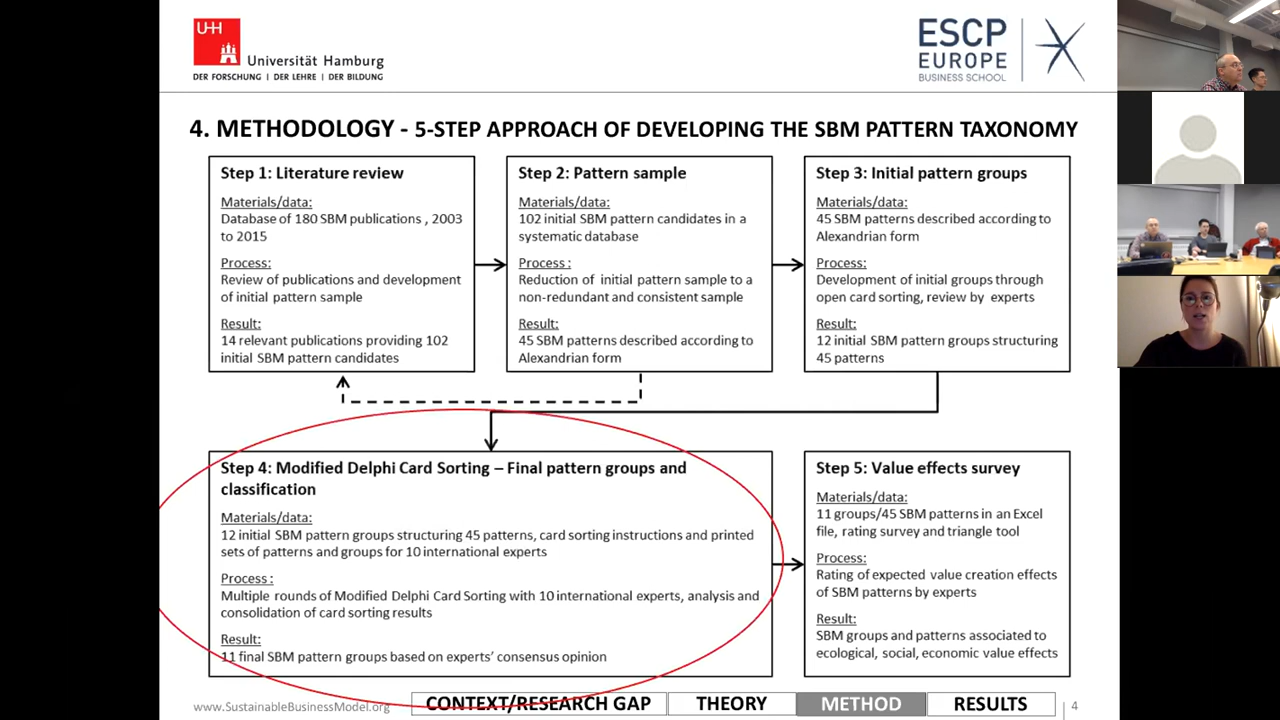 UHH
Universität Hamburg
DER FORSCHUNG | DER LEHRE | DER BILDUNG
ESCP
EUROPE
BUSINESS SCHOOL
4. METHODOLOGY - 5-STEP APPROACH OF DEVELOPING THE SBM PATTERN TAXONOMY
Step 1: Literature review
Materials/data:
Database of 180 SBM publications , 2003
to 2015
Process:
Review of publications and development
of initial pattern sample
Result:
14 relevant publications providing 102
initial SBM pattern candidates
Step 2: Pattern sample
Materials/data:
102 initial SBM pattern candidates in a
systematic database
Process :
Reduction of initial pattern sample to a
non-redundant and consistent sample
Result:
45 SBM patterns described according to
Alexandrian form
Step 3: Initial pattern groups
Materials/data:
45 SBM patterns described according to
Alexandrian form
Process:
Development of initial groups through
open card sorting, review by experts
Result:
12 initial SBM pattern groups structuring
45 patterns
Step 4: Modified Delphi Card Sorting – Final pattern groups and
classification
Materials/data:
12 initial SBM pattern groups structuring 45 patterns, card sorting instructions and printed
sets of patterns and groups for 10 international experts
Process :
Multiple rounds of Modified Delphi Card Sorting with 10 international experts, analysis and
consolidation of card sorting results
Result:
11 final SBM pattern groups based on experts' consensus opinion
Step 5: Value effects survey
Materials/data:
11 groups/45 SBM patterns in an Excel
file, rating survey and triangle tool
Process:
Rating of expected value creation effects
of SBM patterns by experts
Result:
SBM groups and patterns associated to
ecological, social, economic value effects
www.SustainableBusinessModel.org
CONTEXT/RESEARCH GAP
THEORY
METHOD
RESULTS
4